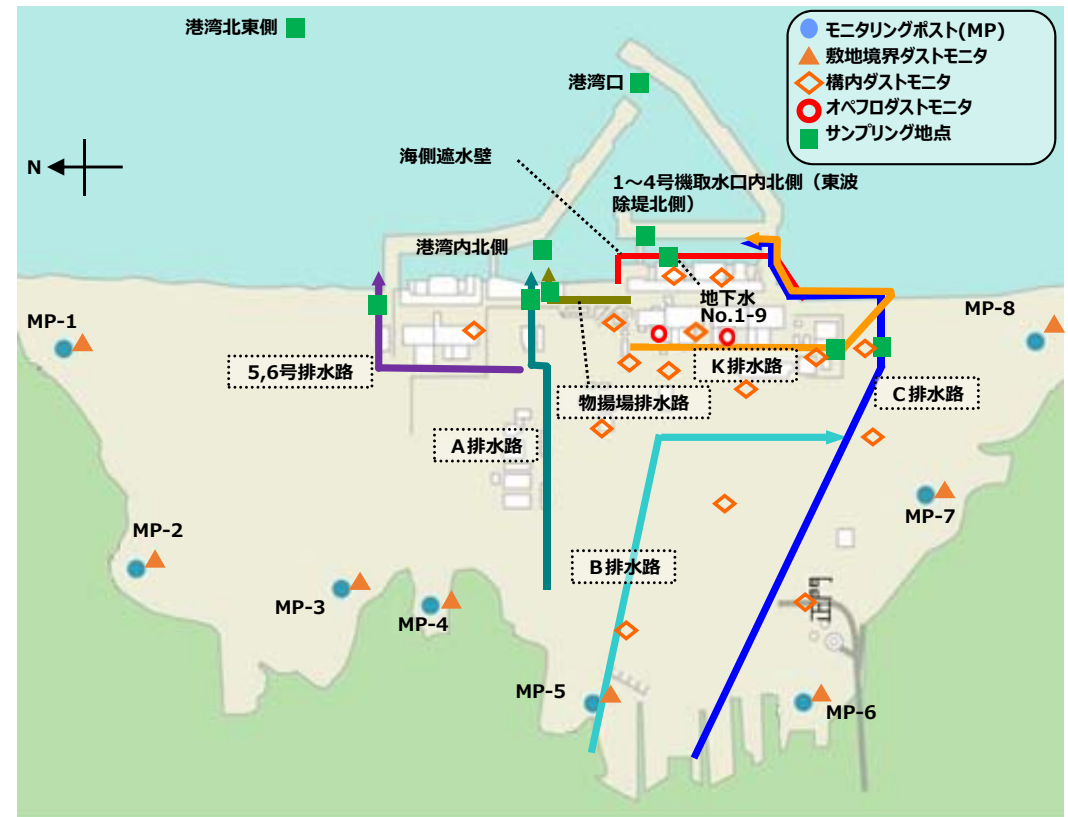 港湾北東側
モニタリングポスト(MP)
敷地境界ダストモニタ
構内ダストモニタ
オペフロダストモニタ
サンプリング地点
港湾口
N
海側遮水壁
1～4号機取水口内北側（東波
除堤北側）
港湾内北側
地下水
No.1-9
MP-1
MP-8
5,6号排水路
K排水路
物揚場排水路
C排水路
A排水路
MP-7
MP-2
B排水路
MP-3
MP-4
MP-5
MP-6